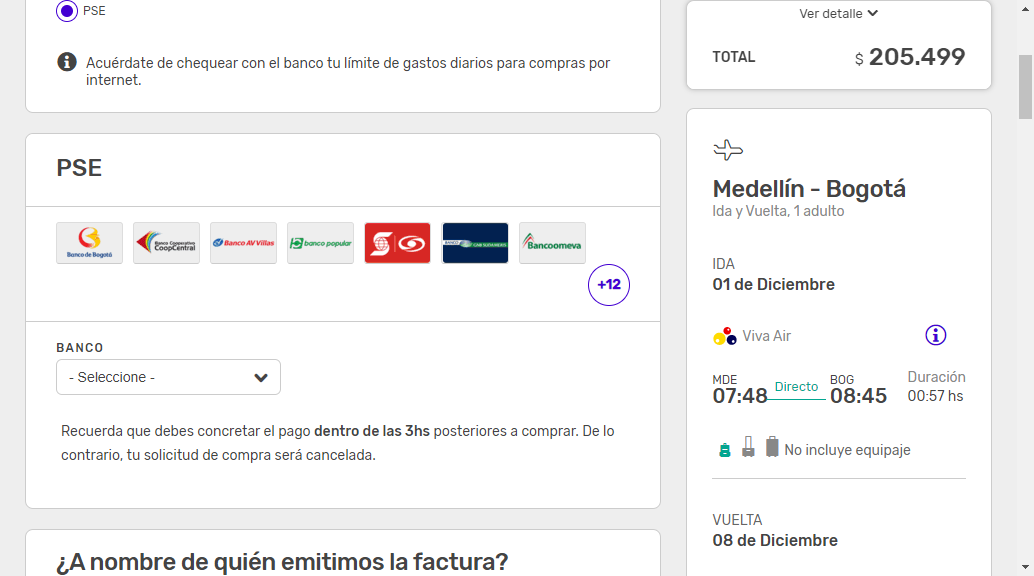 PSE
Acuérdate de chequear con el banco tu límite de gastos diarios para compras por
internet.
PSE
Banco de Bogotá
Banco Cooperativo
CoopCentral
Banco AV Villas
banco popular
BANCO
Bancoomeva
+12
BANCO
- Seleccione -
Recuerda que debes concretar el pago dentro de las 3hs posteriores a comprar. De lo
contrario, tu solicitud de compra será cancelada.
¿A nombre de quién emitimos la factura?
Ver detalle
TOTAL
$ 205.499
Medellín - Bogotá
Ida y Vuelta, 1 adulto
IDA
01 de Diciembre
Viva Air
MDE
07:48
Directo
BOG
08:45
Duración
00:57 hs
No incluye equipaje
VUELTA
08 de Diciembre